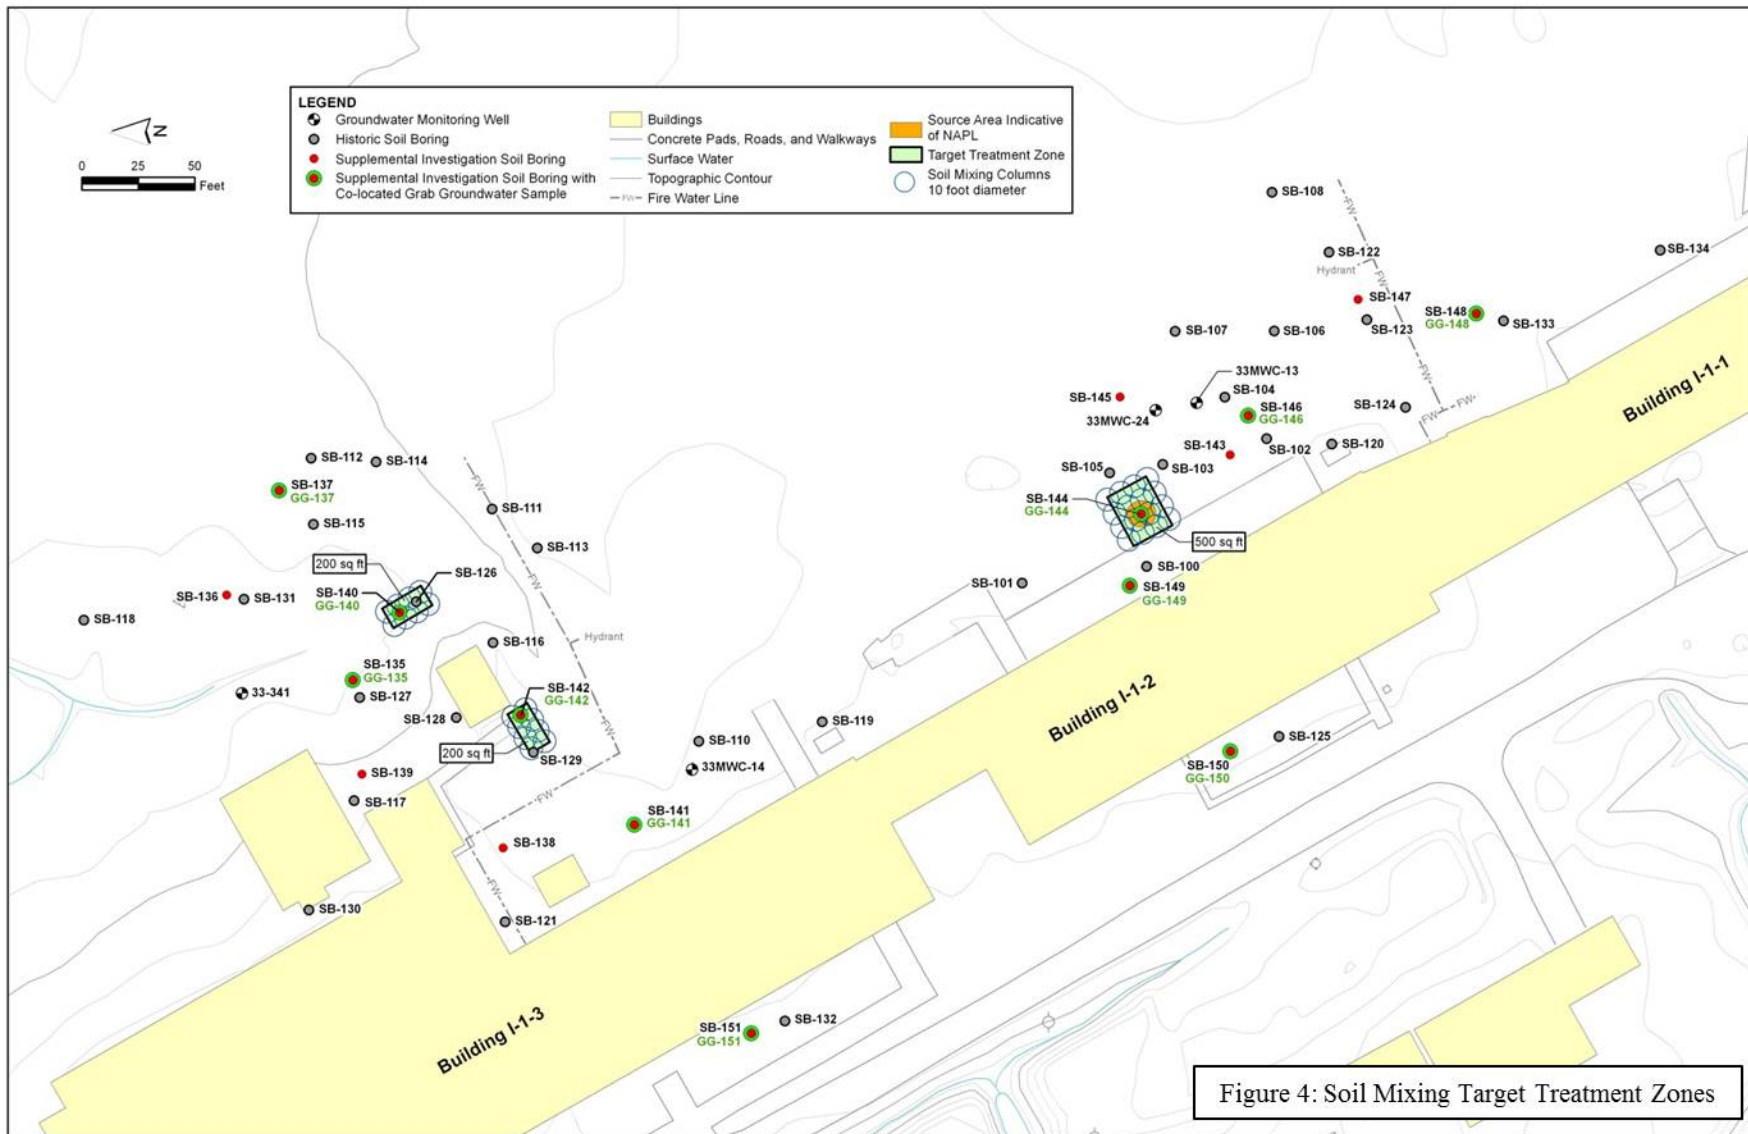 LEGEND
Groundwater Monitoring Well
Historic Soil Boring
Supplemental Investigation Soil Boring
Supplemental Investigation Soil Boring with
Co-located Grab Groundwater Sample
Buildings
Concrete Pads, Roads, and Walkways
Surface Water
Topographic Contour
FW
Fire Water Line
Source Area Indicative
of NAPL
Target Treatment Zone
Soil Mixing Columns
10 foot diameter
N
0 25 50
Feet
SB-108
FW
SB-122
Hydrant
SB-134
FW
SB-147
SB-148
GG-148
SB-133
SB-123
SB-107
SB-106
33MWC-13
FW
SB-145
SB-104
SB-146
GG-146
33MWC-24
SB-124
FW
FW
SB-143
SB-102
SB-120
Building I-1-1
SB-105
SB-103
SB-144
GG-144
500 sq ft
SB-112
SB-114
SB-137
GG-137
FW
SB-111
SB-115
SB-113
200 sq ft
SB-126
FW
SB-101
SB-100
SB-149
GG-149
SB-136
SB-131
SB-140
GG-140
SB-118
SB-116
Hydrant
SB-135
GG-135
SB-127
33-341
SB-142
GG-142
Building I-1-2
SB-128
FW
200 sq ft
SB-129
SB-110
33MWC-14
SB-119
SB-125
SB-150
GG-150
SB-139
SB-117
FW
SB-141
GG-141
SB-138
FW
SB-130
SB-121
Building I-1-3
SB-151
GG-151
SB-132
Figure 4: Soil Mixing Target Treatment Zones